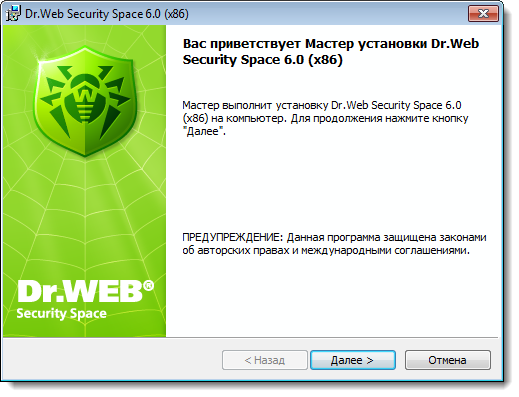 Dr.Web Security Space 6.0 (x86)
Вас приветствует Мастер установки Dr.Web
Security Space 6.0 (x86)
Мастер выполнит установку Dr.Web Security Space 6.0
(x86) на компьютер. Для продолжения нажмите кнопку
"Далее".
ПРЕДУПРЕЖДЕНИЕ: Данная программа защищена законами
об авторских правах и международными соглашениями.
Dr.WEB®
Security Space
< Назад
Далее >
Отмена